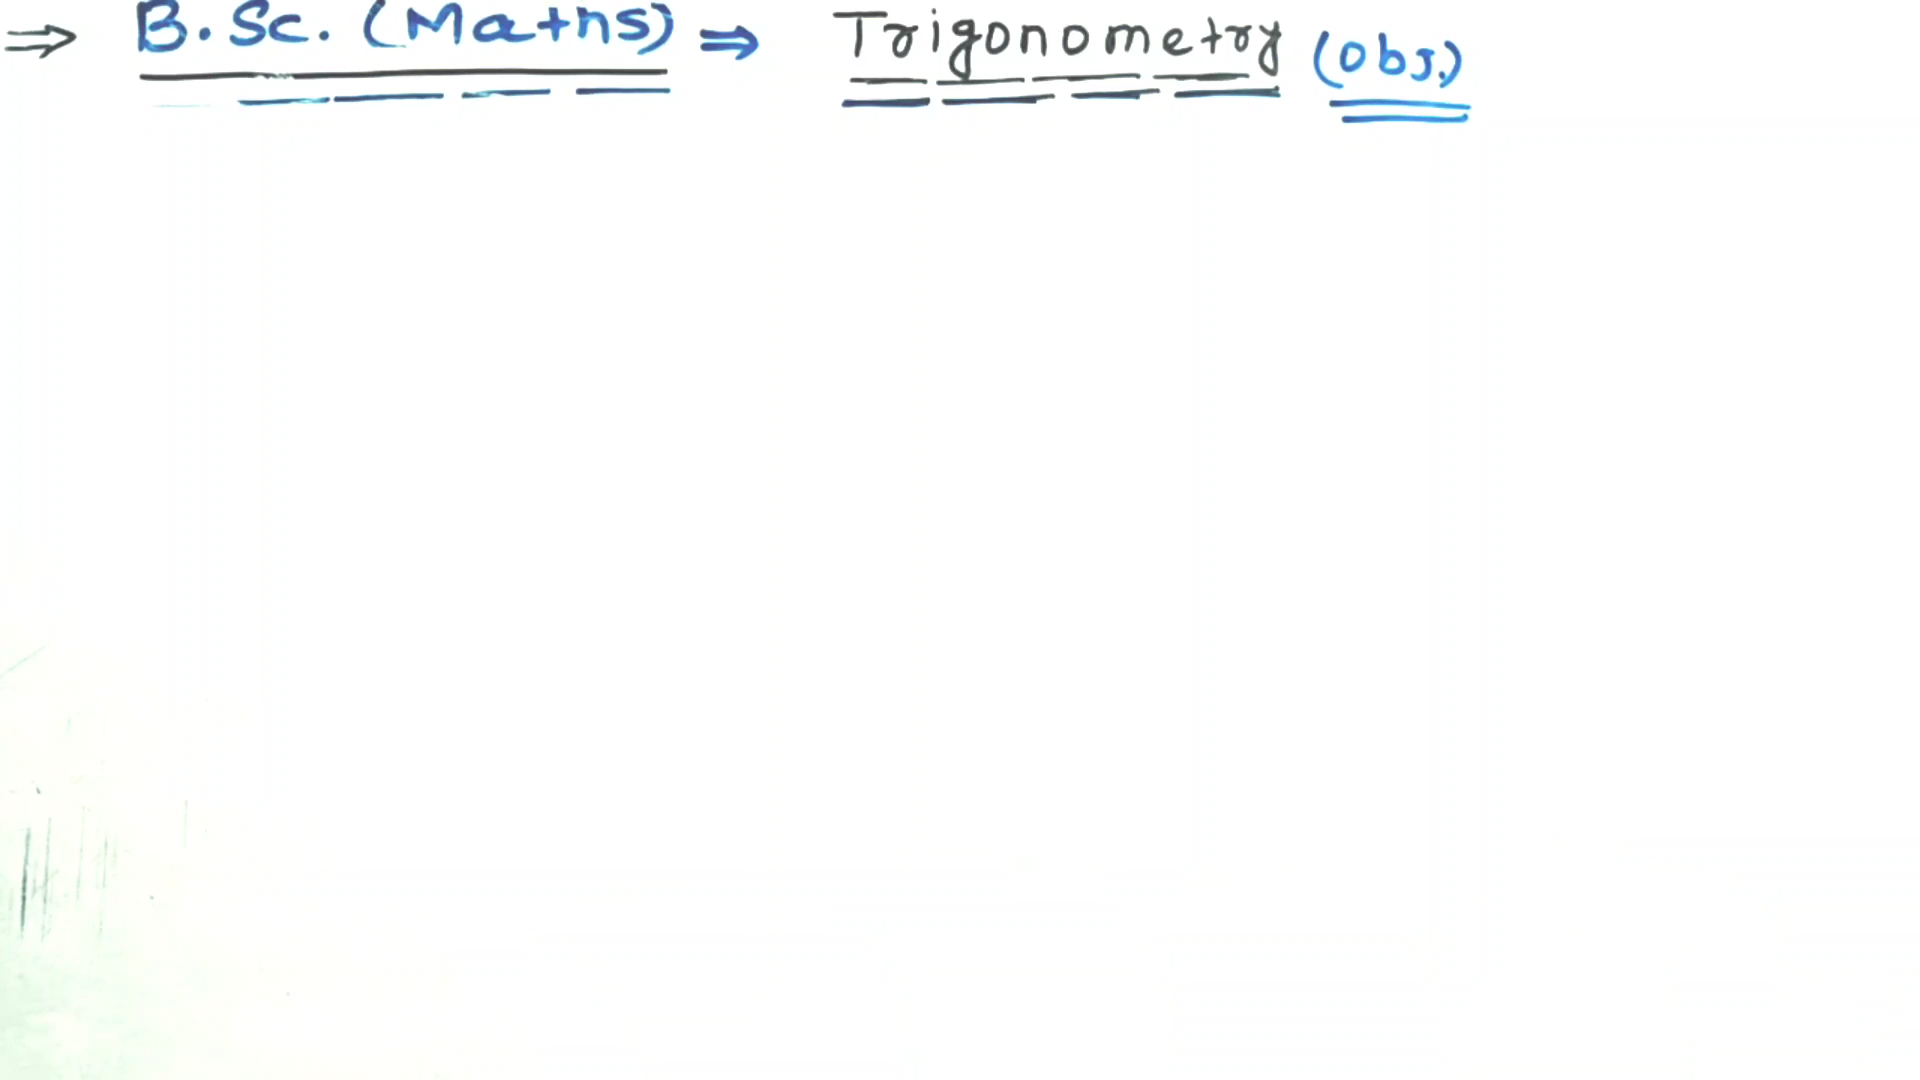 ⇒ B.Sc. (Maths) ⇒ Trigonometry (Obj.)